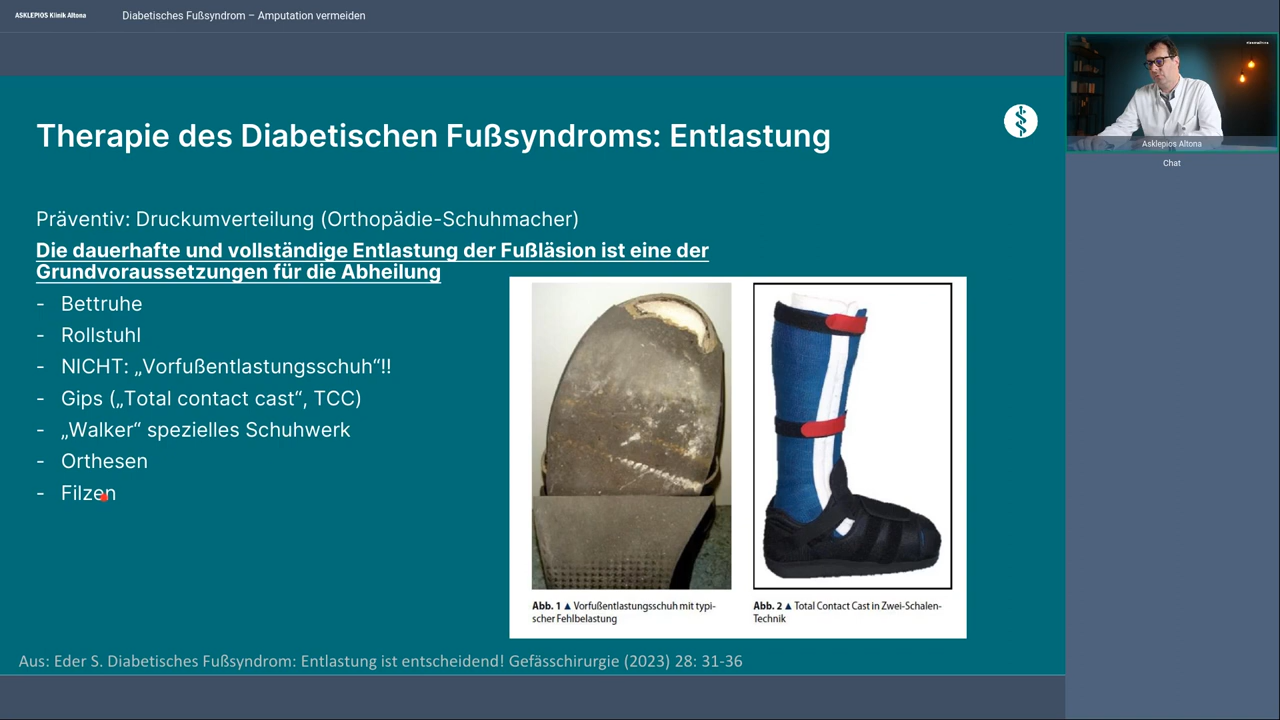 ASKLEPIOS Klinik Altona
Diabetisches Fußsyndrom – Amputation vermeiden
Therapie des Diabetischen Fußsyndroms: Entlastung
Präventiv: Druckumverteilung (Orthopädie-Schuhmacher)
Die dauerhafte und vollständige Entlastung der Fußläsion ist eine der
Grundvoraussetzungen für die Abheilung
- Bettruhe
- Rollstuhl
- NICHT: „Vorfußentlastungsschuh“!!
- Gips („Total contact cast“, TCC)
- „Walker“ spezielles Schuhwerk
- Orthesen
- Filzen
Abb. 1 ▲ Vorfußentlastungsschuh mit typi-
scher Fehlbelastung
Abb. 2 ▲ Total Contact Cast in Zwei-Schalen-
Technik
Aus: Eder S. Diabetisches Fußsyndrom: Entlastung ist entscheidend! Gefässchirurgie (2023) 28: 31-36
Asklepios Altona
Chat